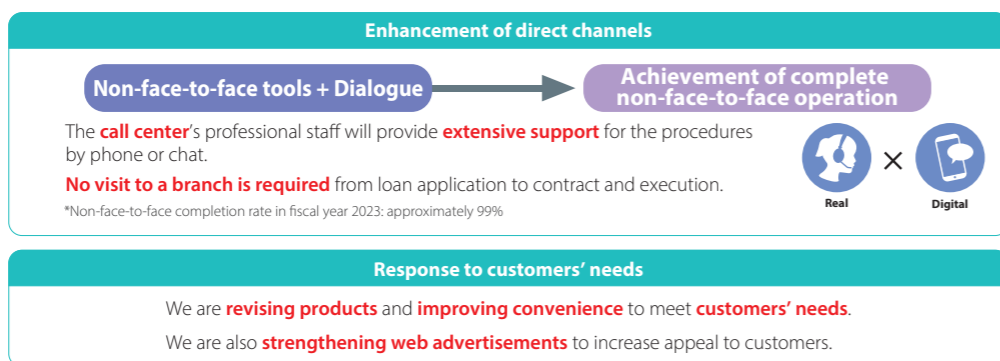 Enhancement of direct channels
Non-face-to-face tools + Dialogue
Achievement of complete
non-face-to-face operation
The call center's professional staff will provide extensive support for the procedures
by phone or chat.
No visit to a branch is required from loan application to contract and execution.
*Non-face-to-face completion rate in fiscal year 2023: approximately 99%
×
Real
Digital
Response to customers' needs
We are revising products and improving convenience to meet customers' needs.
We are also strengthening web advertisements to increase appeal to customers.